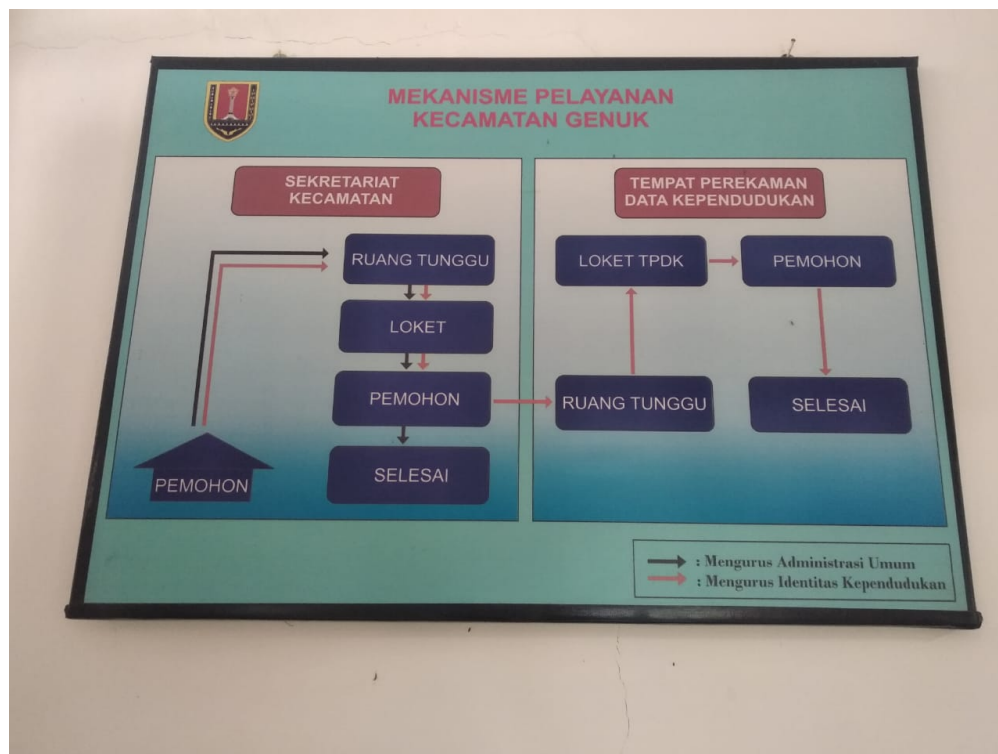 MEKANISME PELAYANAN
KECAMATAN GENUK
SEKRETARIAT
KECAMATAN
RUANG TUNGGU
LOKET
PEMOHON
SELESAI
PEMOHON
TEMPAT PEREKAMAN
DATA KEPENDUDUKAN
LOKET TPDK
PEMOHON
RUANG TUNGGU
SELESAI
: Mengurus Administrasi Umum
: Mengurus Identitas Kependudukan